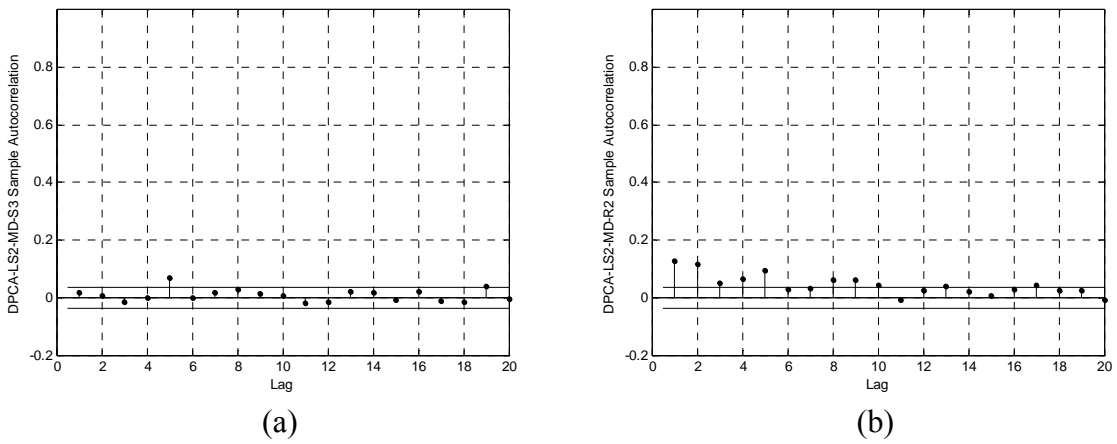 DPCA-LS2-MD-S3 Sample Autocorrelation
0.8
0.6
0.4
0.2
0
-0.2
0 2 4 6 8 10 12 14 16 18 20
Lag
(a)
DPCA-LS2-MD-R2 Sample Autocorrelation
0.8
0.6
0.4
0.2
0
-0.2
0 2 4 6 8 10 12 14 16 18 20
Lag
(b)